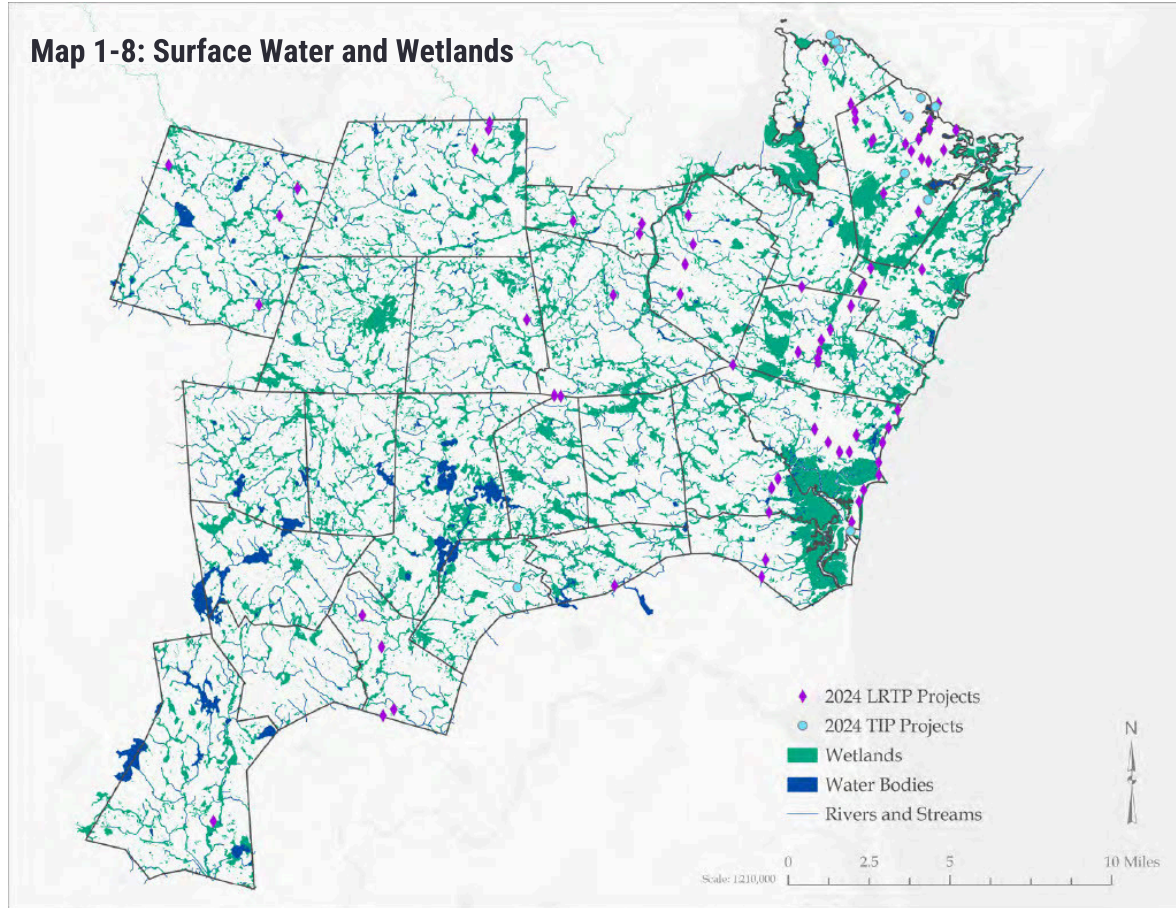 Map 1-8: Surface Water and Wetlands
2024 LRTP Projects
2024 TIP Projects
Wetlands
Water Bodies
Rivers and Streams
N
0 2.5 5 10 Miles
Scale: 1:210,000